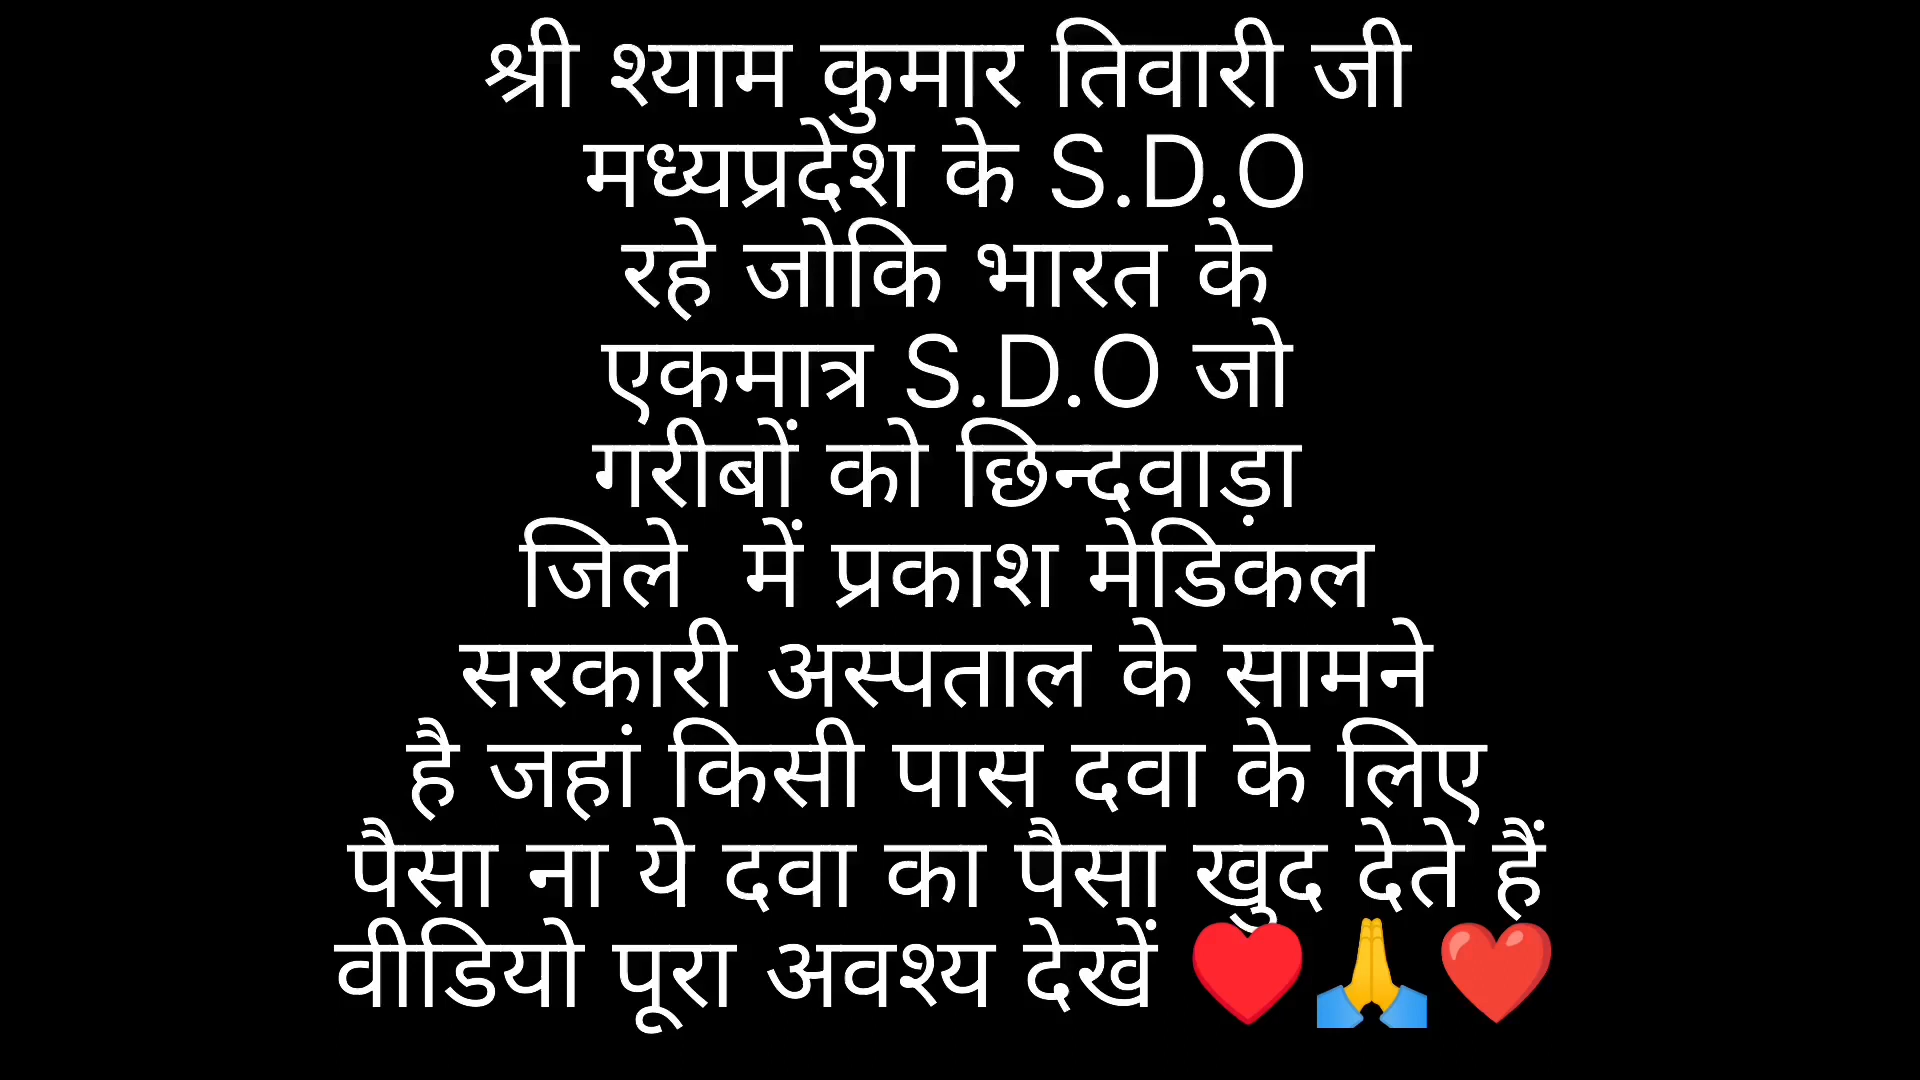 श्री श्याम कुमार तिवारी जी
मध्यप्रदेश के S.D.O
रहे जोकि भारत के
एकमात्र S.D.O जो
गरीबों को छिन्दवाड़ा
जिले  में प्रकाश मेडिकल
सरकारी अस्पताल के सामने
है जहां किसी पास दवा के लिए
पैसा ना ये दवा का पैसा खुद देते हैं
वीडियो पूरा अवश्य देखें ♥️🙏❤️